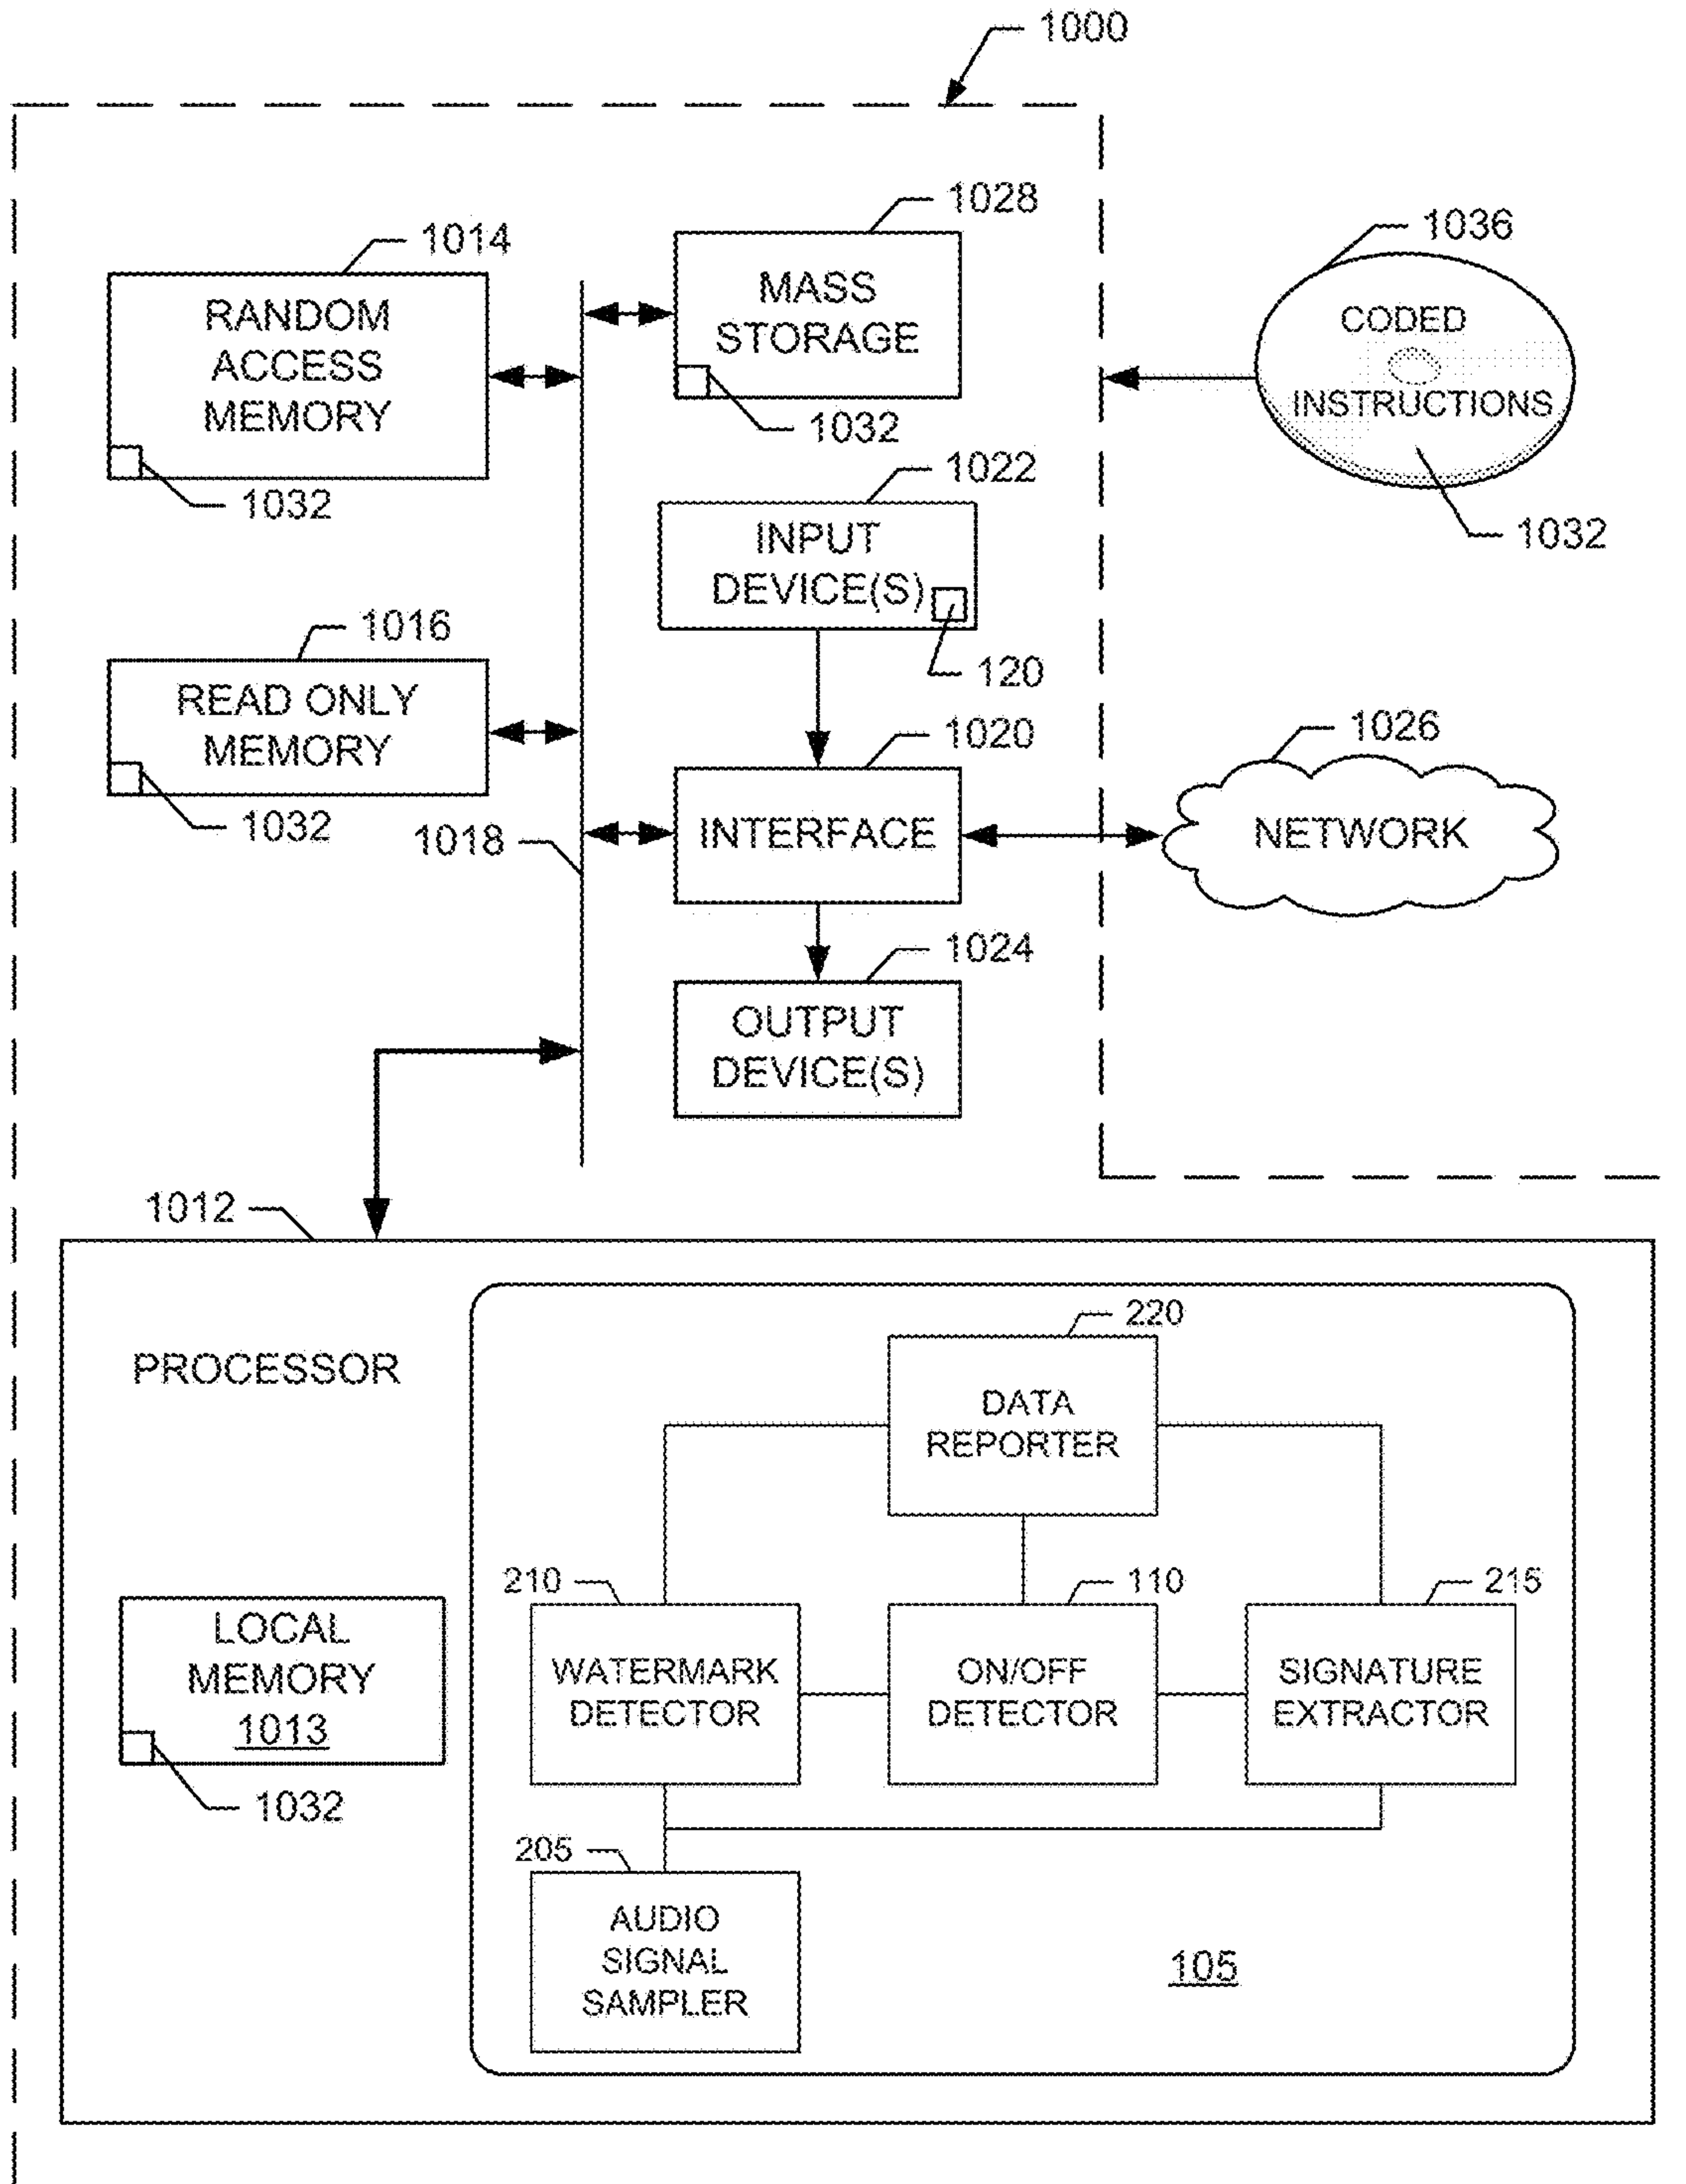 1000
1028
1014
1036
MASS
STORAGE
RANDOM
ACCESS
MEMORY
CODED
INSTRUCTIONS
1032
1022
1032
1032
INPUT
DEVICE(S)
1016
120
READ ONLY
MEMORY
1020
1026
1032
1018
INTERFACE
NETWORK
1024
OUTPUT
DEVICE(S)
1012
220
PROCESSOR
DATA
REPORTER
210
110
215
LOCAL
MEMORY
1013
WATERMARK
DETECTOR
ON/OFF
DETECTOR
SIGNATURE
EXTRACTOR
1032
205
AUDIO
SIGNAL
SAMPLER
105